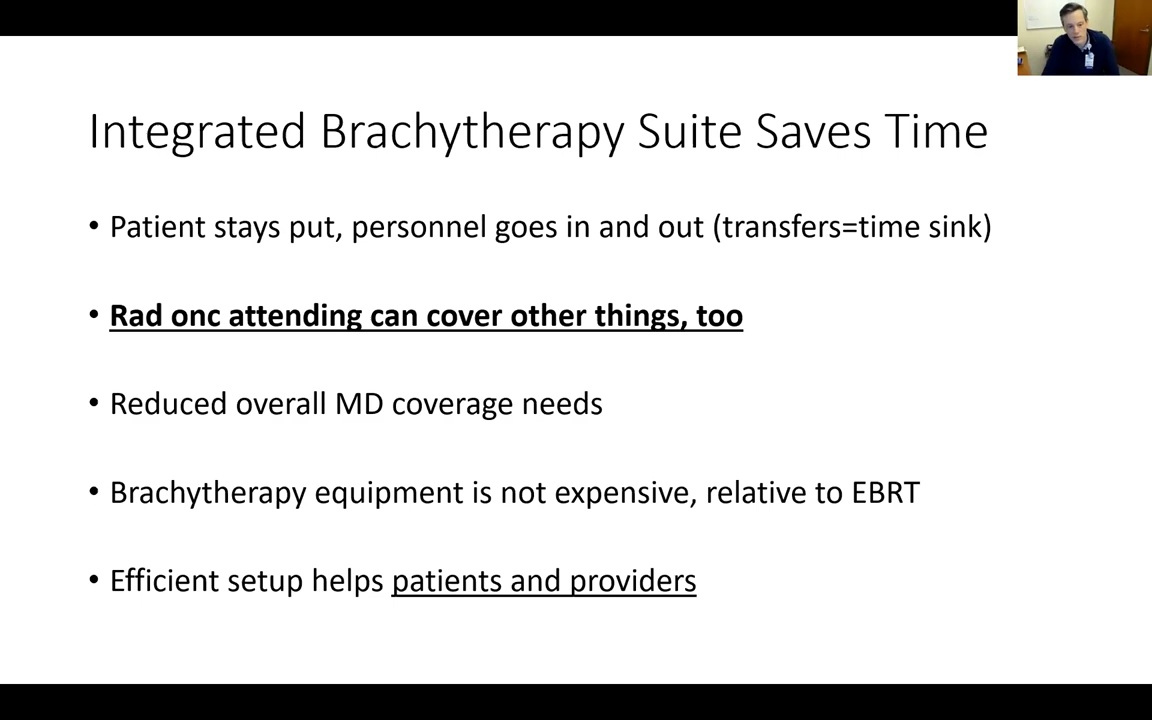 Integrated Brachytherapy Suite Saves Time
• Patient stays put, personnel goes in and out (transfers=time sink)
• Rad onc attending can cover other things, too
• Reduced overall MD coverage needs
• Brachytherapy equipment is not expensive, relative to EBRT
• Efficient setup helps patients and providers